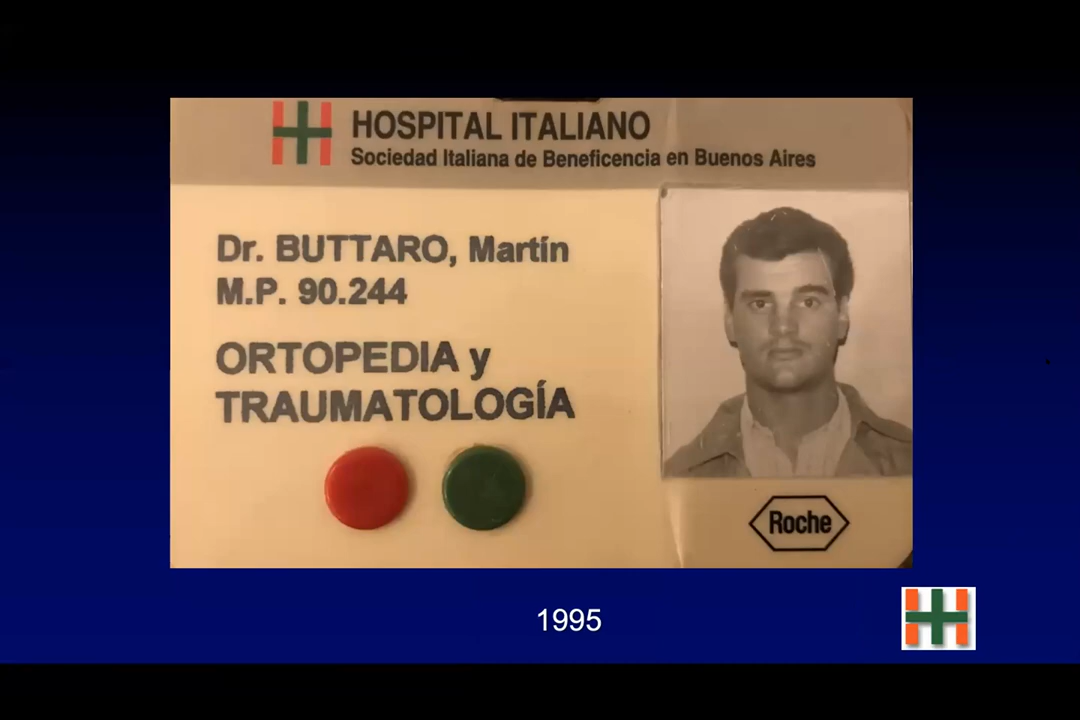 HOSPITAL ITALIANO
Sociedad Italiana de Beneficencia en Buenos Aires
Dr. BUTTARO, Martín
M.P. 90.244
ORTOPEDIA y
TRAUMATOLOGÍA
Roche
1995